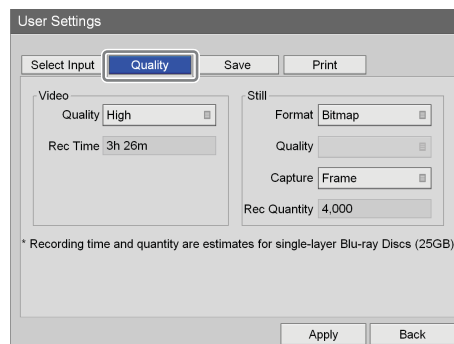 User Settings
Select Input Quality Save Print
Video
Quality High
Rec Time 3h 26m
Still
Format Bitmap
Quality
Capture Frame
Rec Quantity 4,000
* Recording time and quantity are estimates for single-layer Blu-ray Discs (25GB)
Apply Back